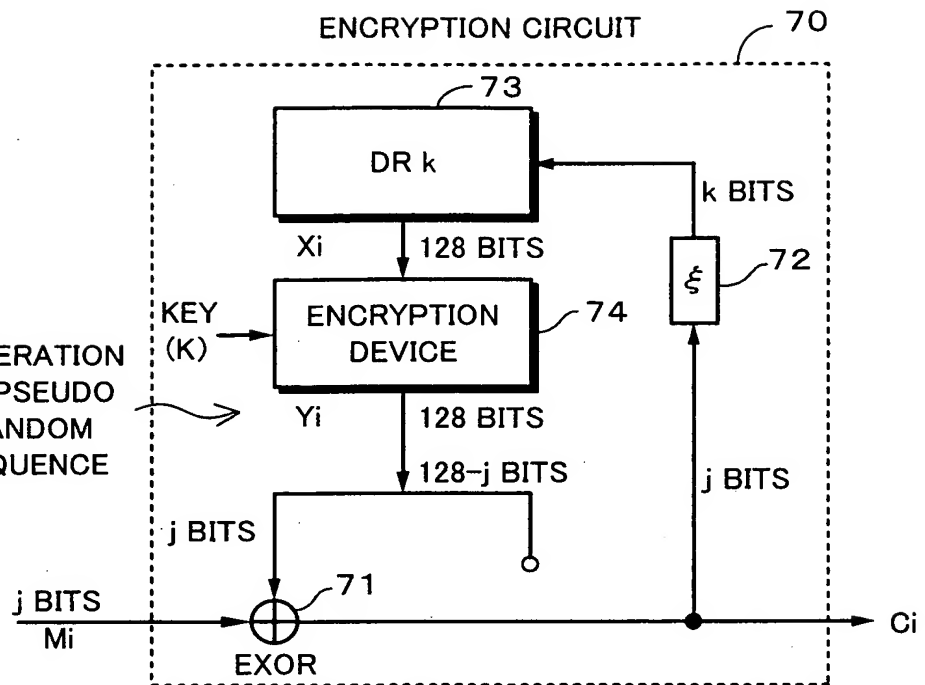 ENCRYPTION CIRCUIT
70
73
DR k
k BITS
Xi
128 BITS
72
ξ
KEY
(K)
ENCRYPTION
DEVICE
74
ERATION
PSEUDO
ANDOM
QUENCE
Yi
128 BITS
128-j BITS
j BITS
j BITS
j BITS
Mi
71
EXOR
Ci